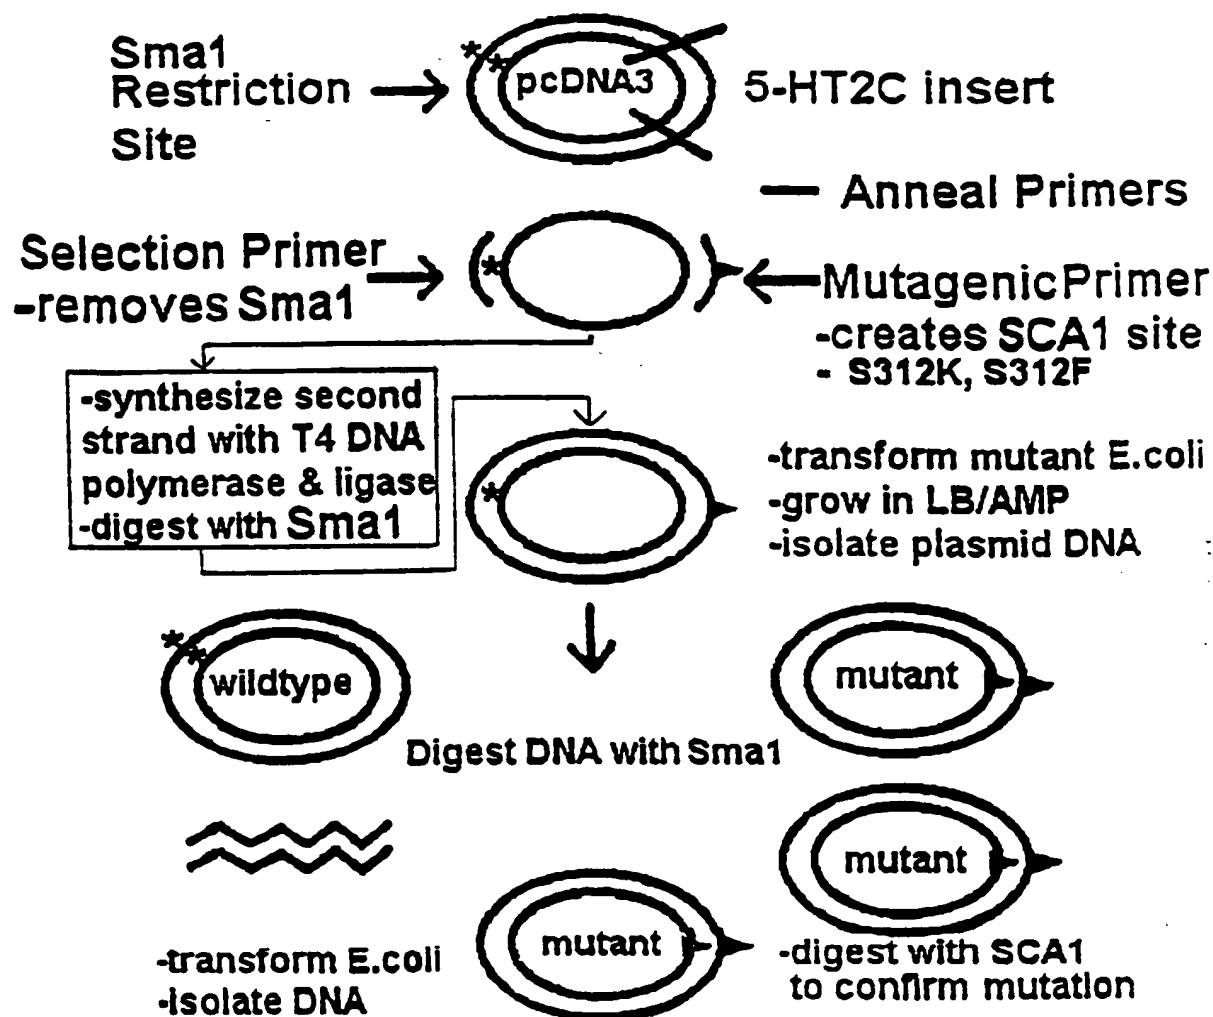 Sma1
Restriction
Site
pcDNA3
5-HT2C insert
Anneal Primers
Selection Primer
-removes Sma1
Mutagenic Primer
-creates SCA1 site
- S312K, S312F
-synthesize second
strand with T4 DNA
polymerase & ligase
-digest with Sma1
-transform mutant E.coli
-grow in LB/AMP
-isolate plasmid DNA
wildtype
mutant
Digest DNA with Sma1
mutant
mutant
-transform E.coli
-isolate DNA
-digest with SCA1
to confirm mutation